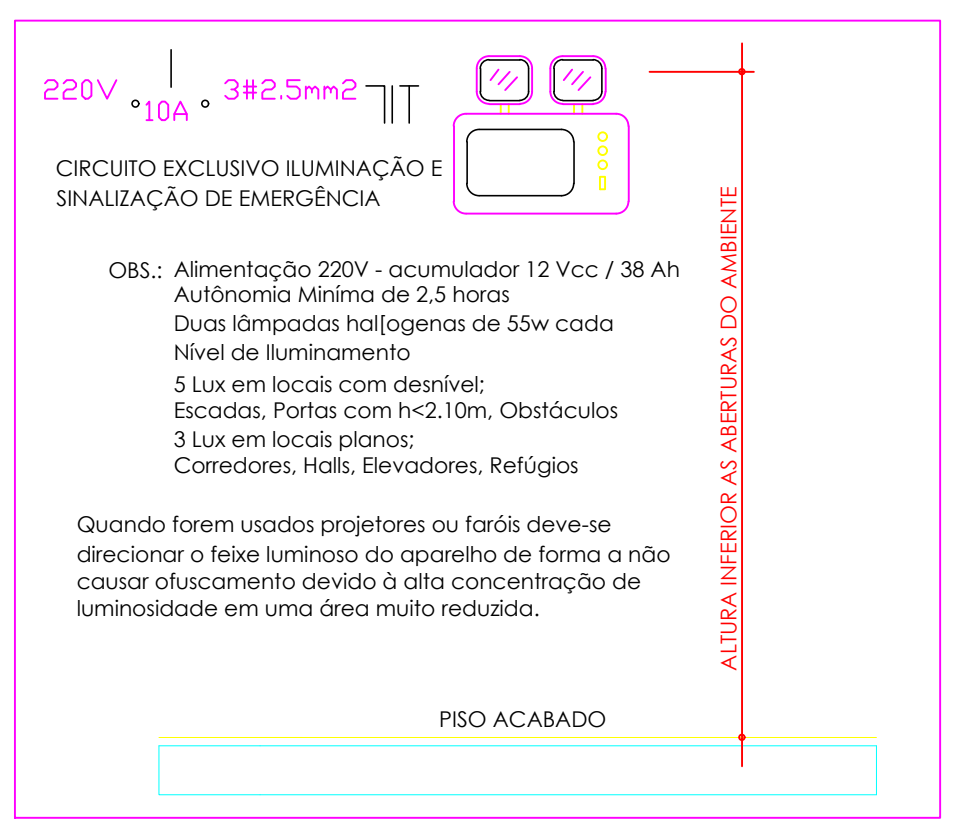 220V 10A 3#2.5mm2
CIRCUITO EXCLUSIVO ILUMINAÇÃO E
SINALIZAÇÃO DE EMERGÊNCIA
OBS.: Alimentação 220V - acumulador 12 Vcc / 38 Ah
Autônomia Miníma de 2,5 horas
Duas lâmpadas hal[ogenas de 55w cada
Nível de Iluminamento
5 Lux em locais com desnível;
Escadas, Portas com h<2.10m, Obstáculos
3 Lux em locais planos;
Corredores, Halls, Elevadores, Refúgios
Quando forem usados projetores ou faróis deve-se
direcionar o feixe luminoso do aparelho de forma a não
causar ofuscamento devido à alta concentração de
luminosidade em uma área muito reduzida.
ALTURA INFERIOR AS ABERTURAS DO AMBIENTE
PISO ACABADO